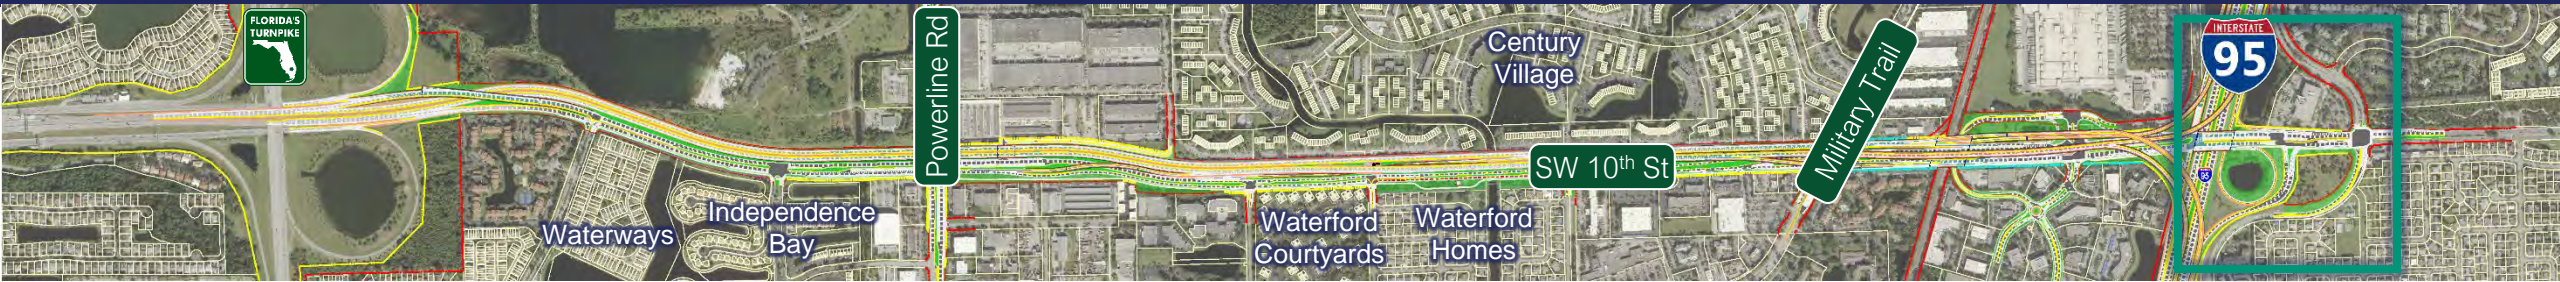 FLORIDA'S
TURNPIKE
Waterways
Independence
Bay
Powerline Rd
Waterford
Courtyards
Waterford
Homes
Century
Village
SW 10th St
Military Trail
INTERSTATE
95
95